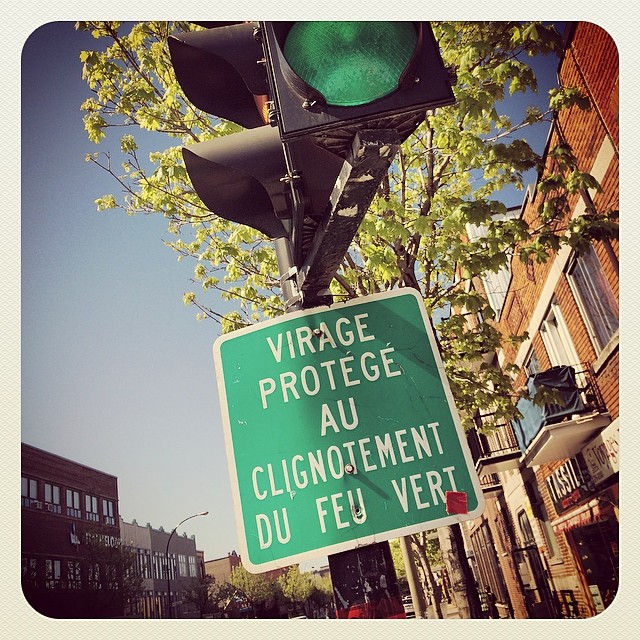 VIRAGE
PROTÉGÉ
AU
CLIGNOTEMENT
DU FEU VERT